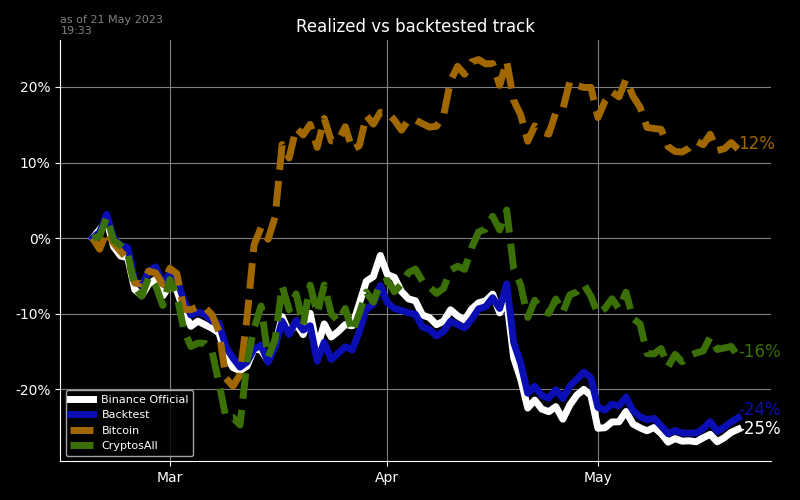 as of 21 May 2023
19:33
Realized vs backtested track
20%
10%
0%
-10%
-20%
12%
-16%
-24%
-25%
Binance Official
Backtest
Bitcoin
CryptosAll
Mar
Apr
May